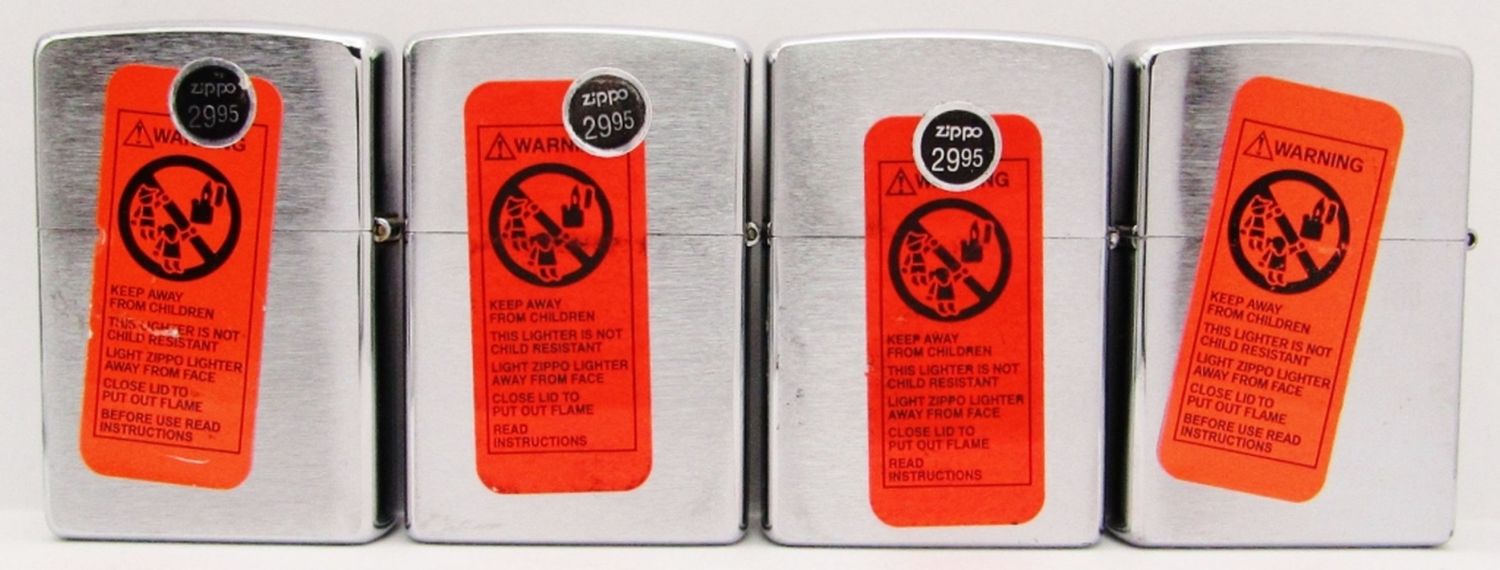 zippo
2995
KEEP AWAY
FROM CHILDREN
THIS LIGHTER IS NOT
CHILD RESISTANT
LIGHT ZIPPO LIGHTER
AWAY FROM FACE
CLOSE LID TO
PUT OUT FLAME
BEFORE USE READ
INSTRUCTIONS
zippo
2995
WARN
KEEP AWAY
FROM CHILDREN
THIS LIGHTER IS NOT
CHILD RESISTANT
LIGHT ZIPPO LIGHTER
AWAY FROM FACE
CLOSE LID TO
PUT OUT FLAME
READ
INSTRUCTIONS
zippo
2995
KEEP AWAY
FROM CHILDREN
THIS LIGHTER IS NOT
CHILD RESISTANT
LIGHT ZIPPO LIGHTER
AWAY FROM FACE
CLOSE LID TO
PUT OUT FLAME
READ
INSTRUCTIONS
WARNING
KEEP AWAY
FROM CHILDREN
THIS LIGHTER IS NOT
CHILD RESISTANT
LIGHT ZIPPO LIGHTER
AWAY FROM FACE
CLOSE LID TO
PUT OUT FLAME
BEFORE USE READ
INSTRUCTIONS